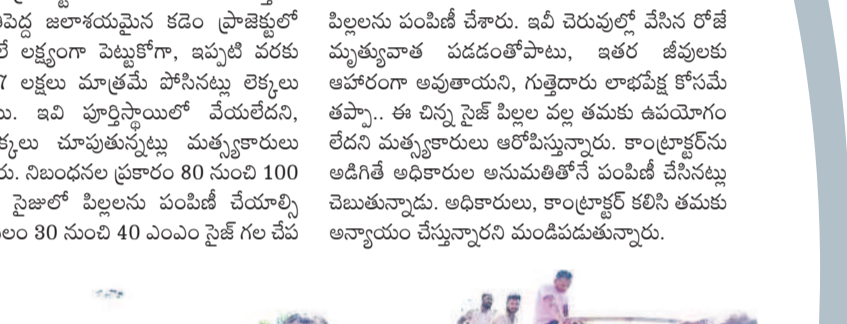 పెద్ద జలాశయమైన కడెం ప్రాజెక్టులో
లక్ష్యంగా పెట్టుకోగా, ఇప్పటి వరకు
7 లక్షలు మాత్రమే పోసినట్లు లెక్కలు
ఇవి పూర్తిస్థాయిలో వేయలేదని,
చూపుతున్నట్లు మత్స్యకారులు
నిబంధనల ప్రకారం 80 నుంచి 100
సైజులో పిల్లలను పంపిణీ చేయాల్సి
30 నుంచి 40 ఎంఎం సైజ్ గల చేప
పిల్లలను పంపిణీ చేశారు. ఇవీ చెరువుల్లో వేసిన రోజే
మృత్యువాత పడడంతోపాటు, ఇతర జీవులకు
ఆహారంగా అవుతాయని, గుత్తెదారు లాభపేక్ష కోసమే
తప్పా.. ఈ చిన్న సైజ్ పిల్లల వల్ల తమకు ఉపయోగం
లేదని మత్స్యకారులు ఆరోపిస్తున్నారు. కాంట్రాక్టర్‌ను
అడిగితే అధికారుల అనుమతితోనే పంపిణీ చేసినట్లు
చెబుతున్నాడు. అధికారులు, కాంట్రాక్టర్ కలిసి తమకు
అన్యాయం చేస్తున్నారని మండిపడుతున్నారు.